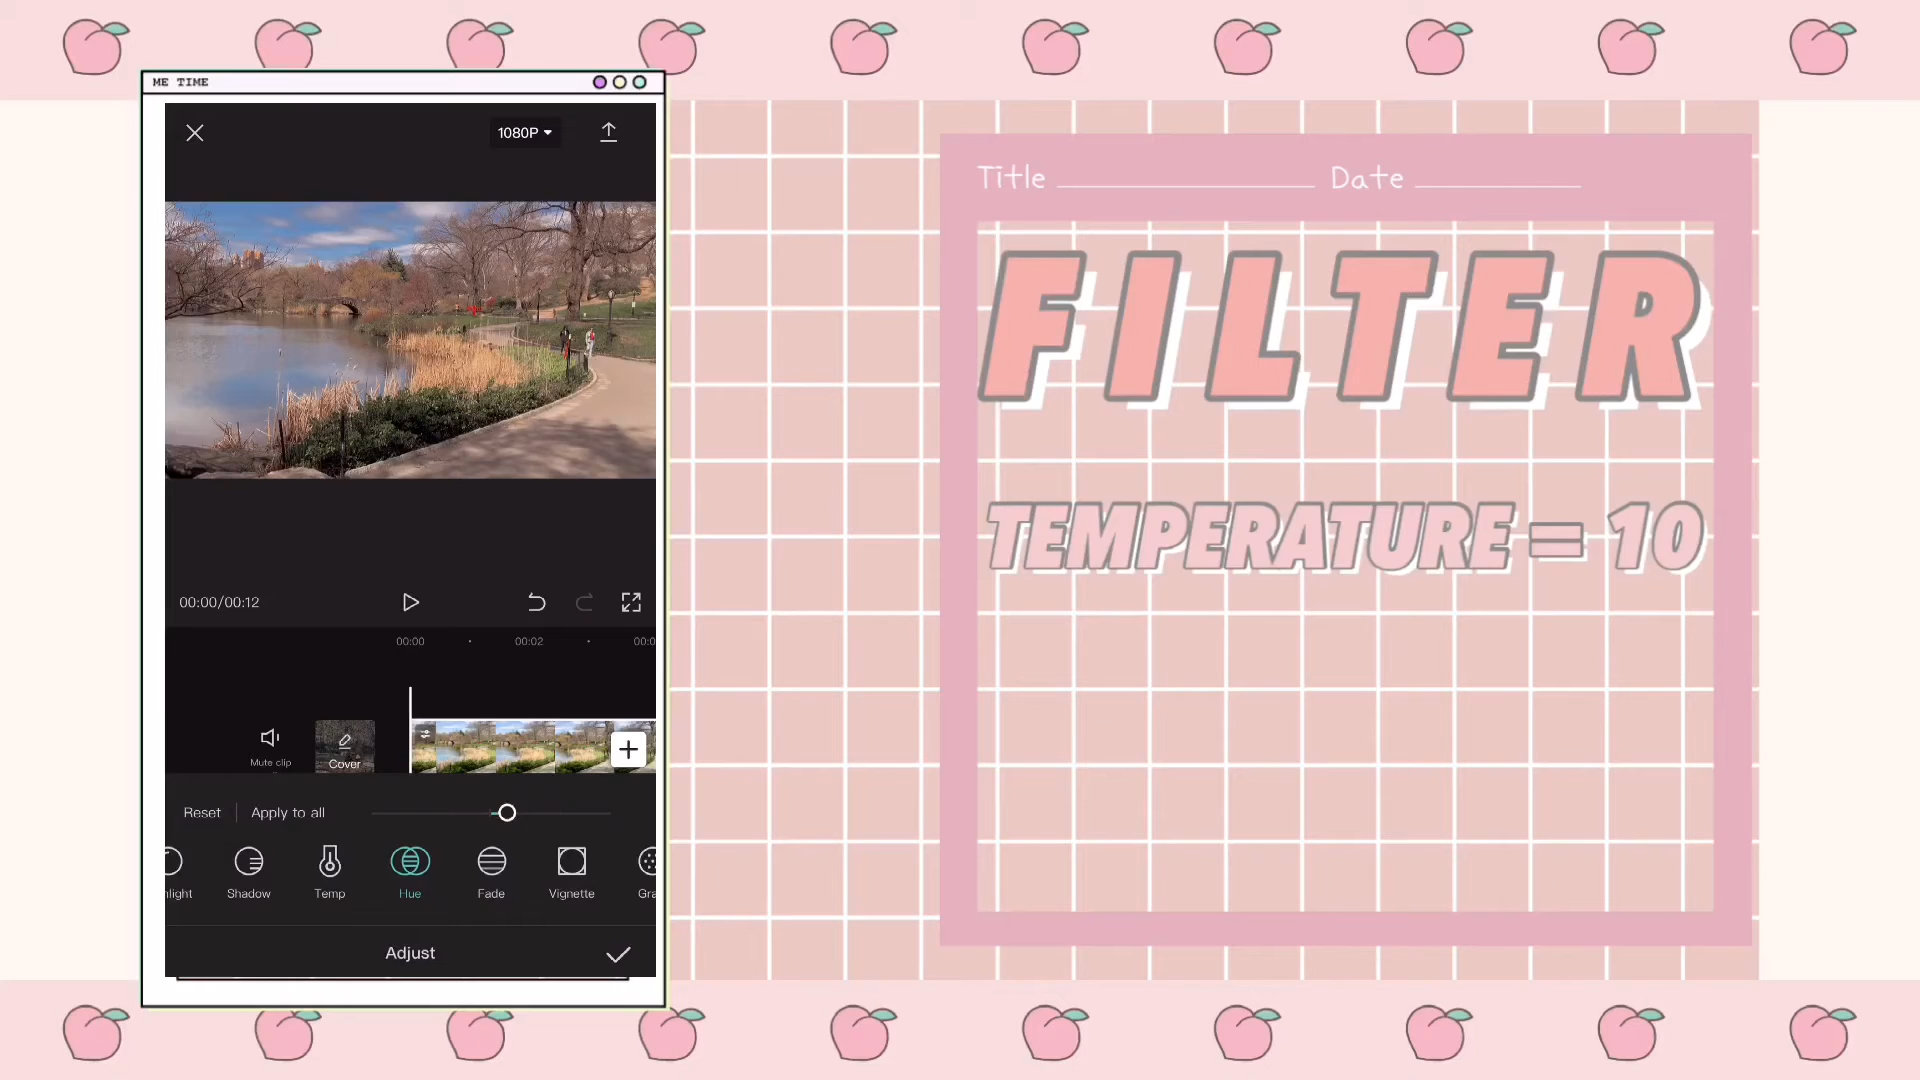 ME TIME
1080P
00:00/00:12
00:00
00:02
Mute clip
Cover
Reset
Apply to all
Shadow
Temp
Hue
Fade
Vignette
Adjust
Title
Date
FILTER
TEMPERATURE = 10